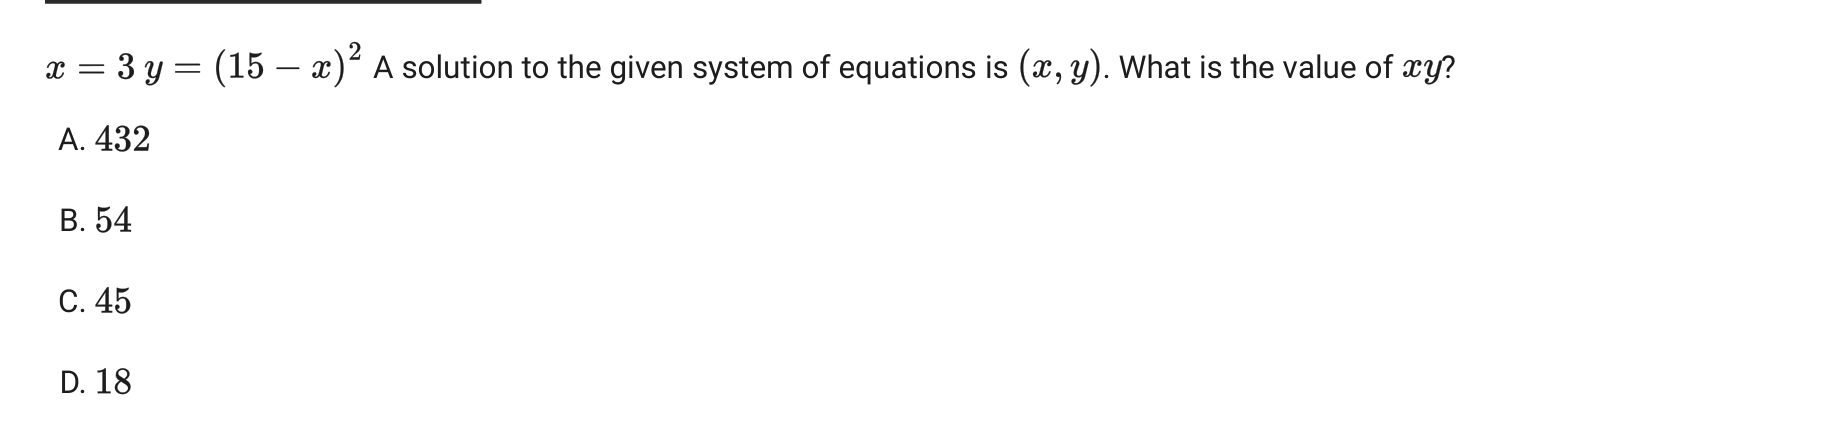 x = 3 y = (15 − x)² A solution to the given system of equations is (x, y). What is the value of xy?
A. 432
B. 54
C. 45
D. 18